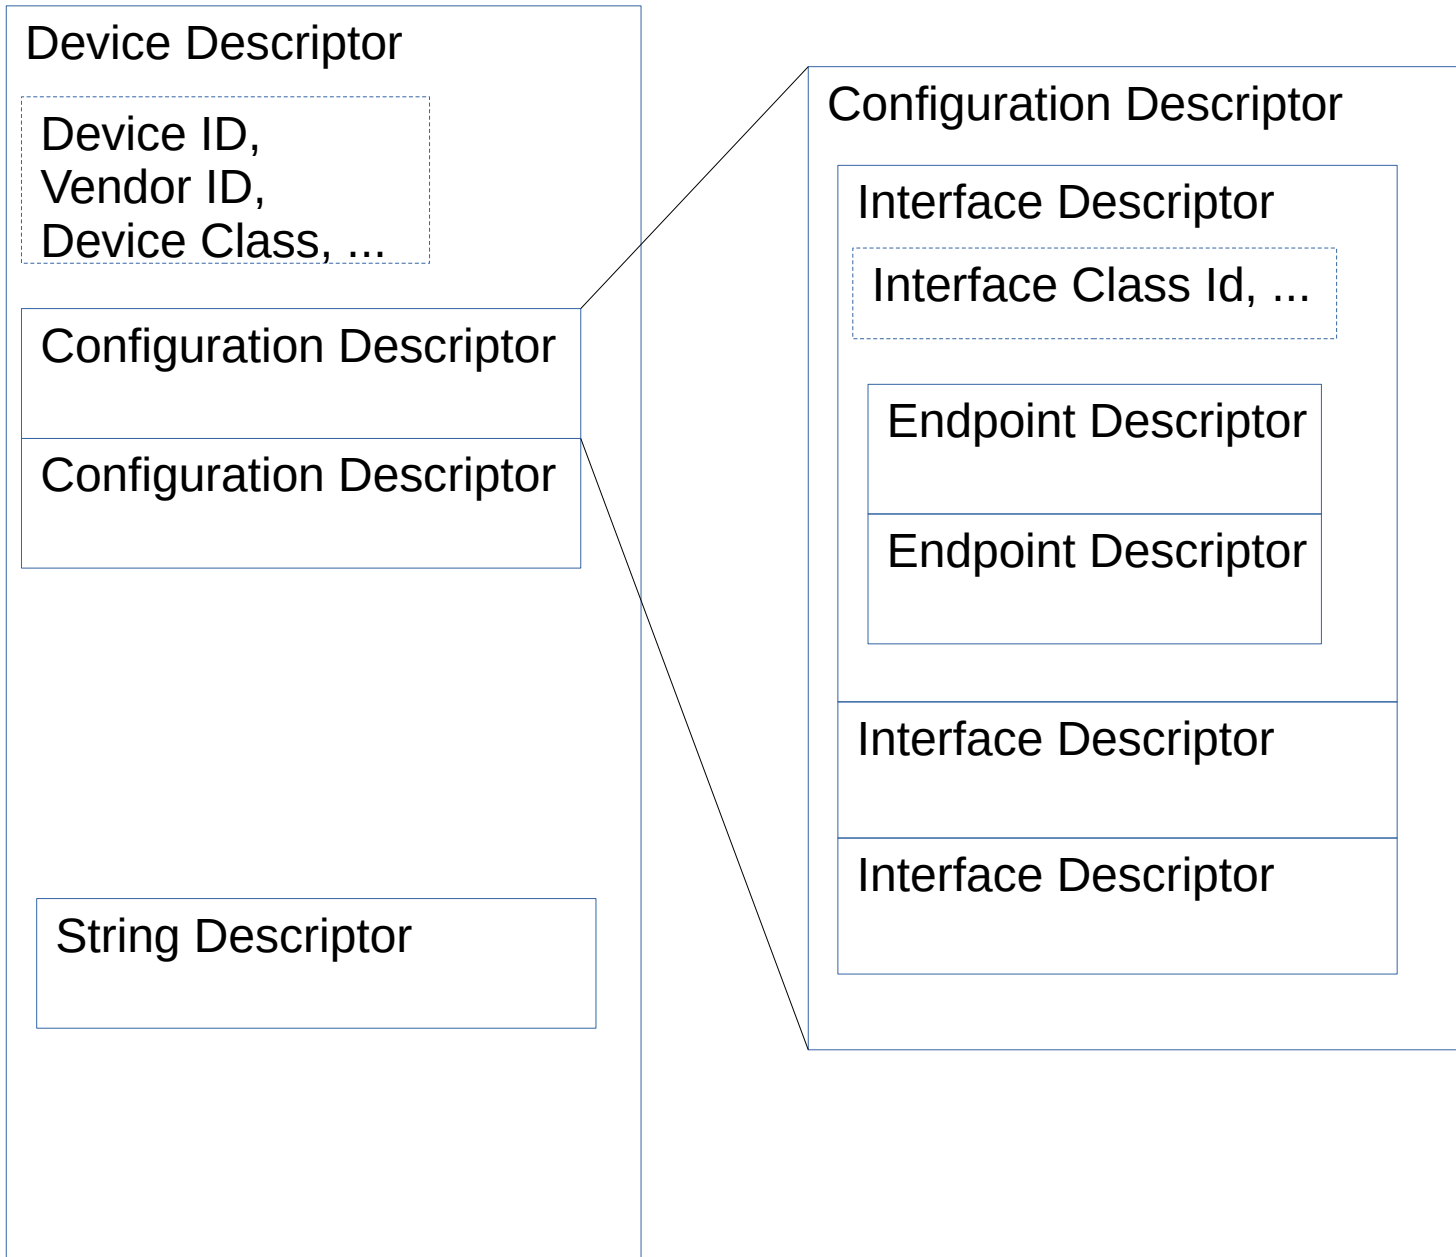 Device Descriptor
Device ID,
Vendor ID,
Device Class, ...
Configuration Descriptor
Configuration Descriptor
String Descriptor
Configuration Descriptor
Interface Descriptor
Interface Class Id, ...
Endpoint Descriptor
Endpoint Descriptor
Interface Descriptor
Interface Descriptor